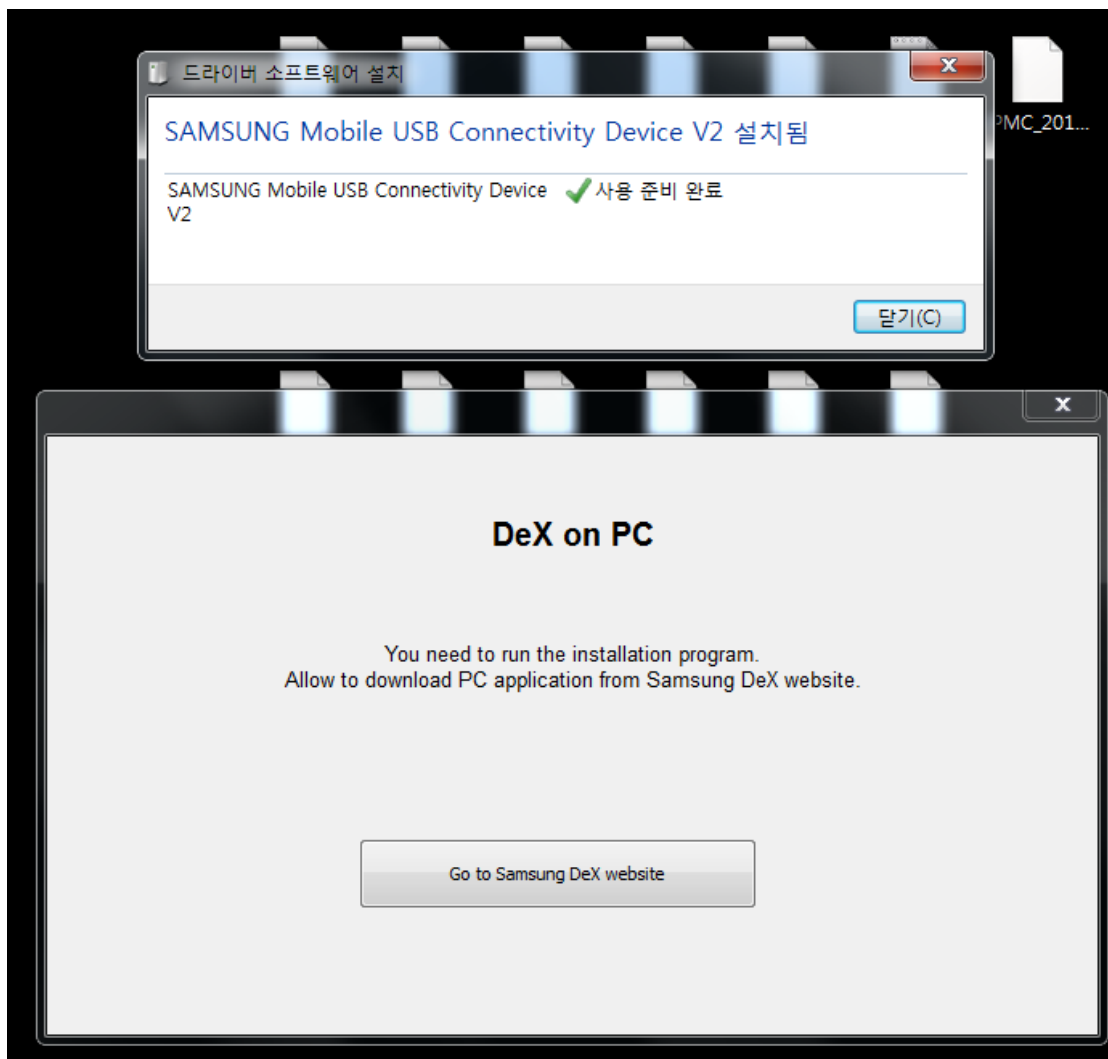 드라이버 소프트웨어 설치
SAMSUNG Mobile USB Connectivity Device V2 설치됨
SAMSUNG Mobile USB Connectivity Device
V2
사용 준비 완료
닫기(C)
PMC_201...
DeX on PC
You need to run the installation program.
Allow to download PC application from Samsung DeX website.
Go to Samsung DeX website